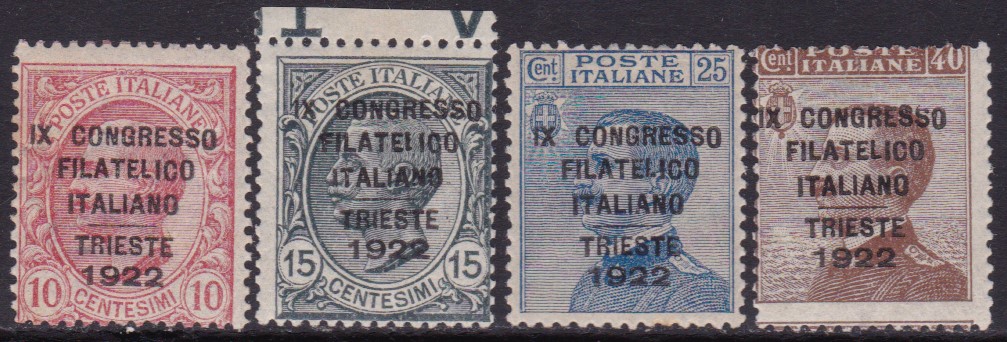 POSTE ITALIANE
IX CONGRESSO
FILATELICO
ITALIANO
TRIESTE
1922
10 CENTESIMI 10
I V
POSTE ITALIANE
IX CONGRESSO
FILATELICO
ITALIANO
TRIESTE
1922
15 CENTESIMI 15
Cent POSTE 25
ITALIANE
IX CONGRESSO
FILATELICO
ITALIANO
TRIESTE
1922
POSTE
Cent ITALIANE 40
IX CONGRESSO
FILATELICO
ITALIANO
TRIESTE
1922